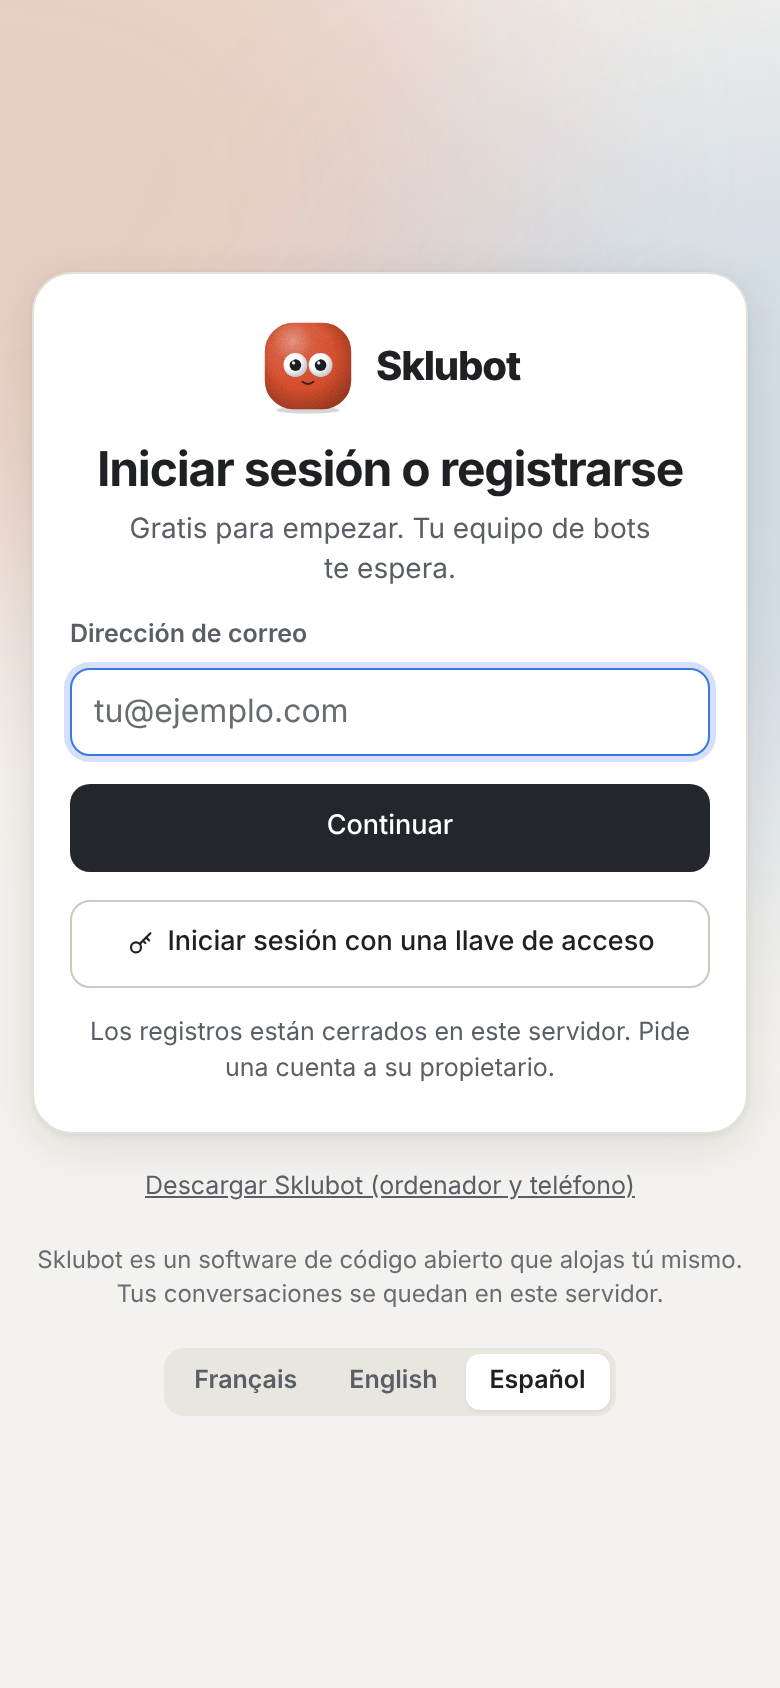 Sklubot
Iniciar sesión o registrarse
Gratis para empezar. Tu equipo de bots
te espera.
Dirección de correo
tu@ejemplo.com
Continuar
Iniciar sesión con una llave de acceso
Los registros están cerrados en este servidor. Pide
una cuenta a su propietario.
Descargar Sklubot (ordenador y teléfono)
Sklubot es un software de código abierto que alojas tú mismo.
Tus conversaciones se quedan en este servidor.
Français English Español